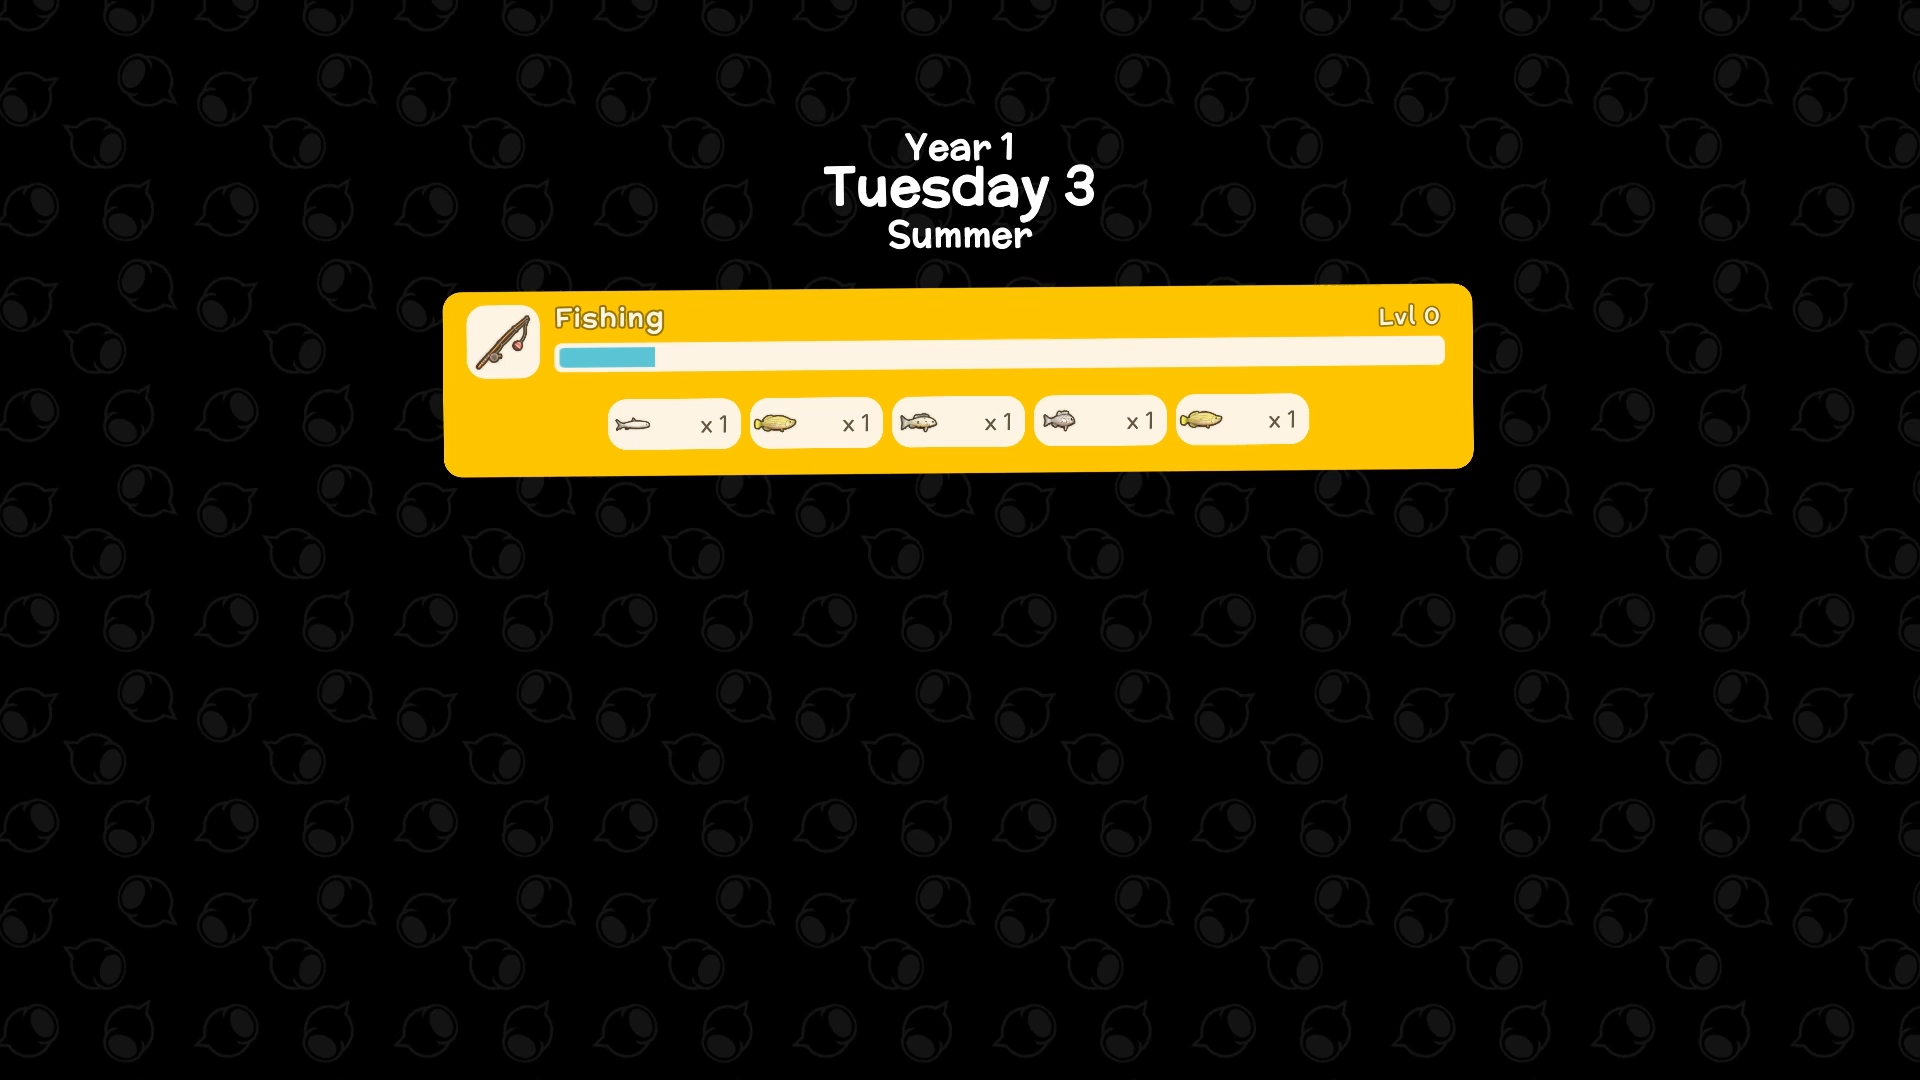 Year 1
Tuesday 3
Summer
Fishing
Lvl 0
x 1
x 1
x 1
x 1
x 1